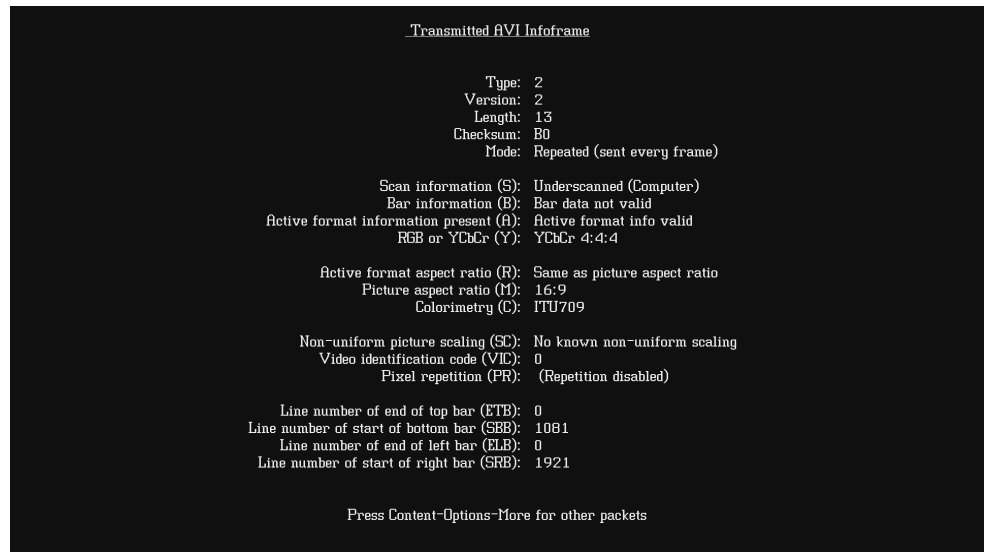 Transmitted AVI Infoframe
Type: 2
Version: 2
Length: 13
Checksum: B0
Mode: Repeated (sent every frame)
Scan information (S): Underscanned (Computer)
Bar information (B): Bar data not valid
Active format information present (A): Active format info valid
RGB or YCbCr (Y): YCbCr 4:4:4
Active format aspect ratio (R): Same as picture aspect ratio
Picture aspect ratio (M): 16:9
Colorimetry (C): ITU709
Non-uniform picture scaling (SC): No known non-uniform scaling
Video identification code (VIC): 0
Pixel repetition (PR): (Repetition disabled)
Line number of end of top bar (ETB): 0
Line number of start of bottom bar (SBB): 1081
Line number of end of left bar (ELB): 0
Line number of start of right bar (SRB): 1921
Press Content-Options-More for other packets